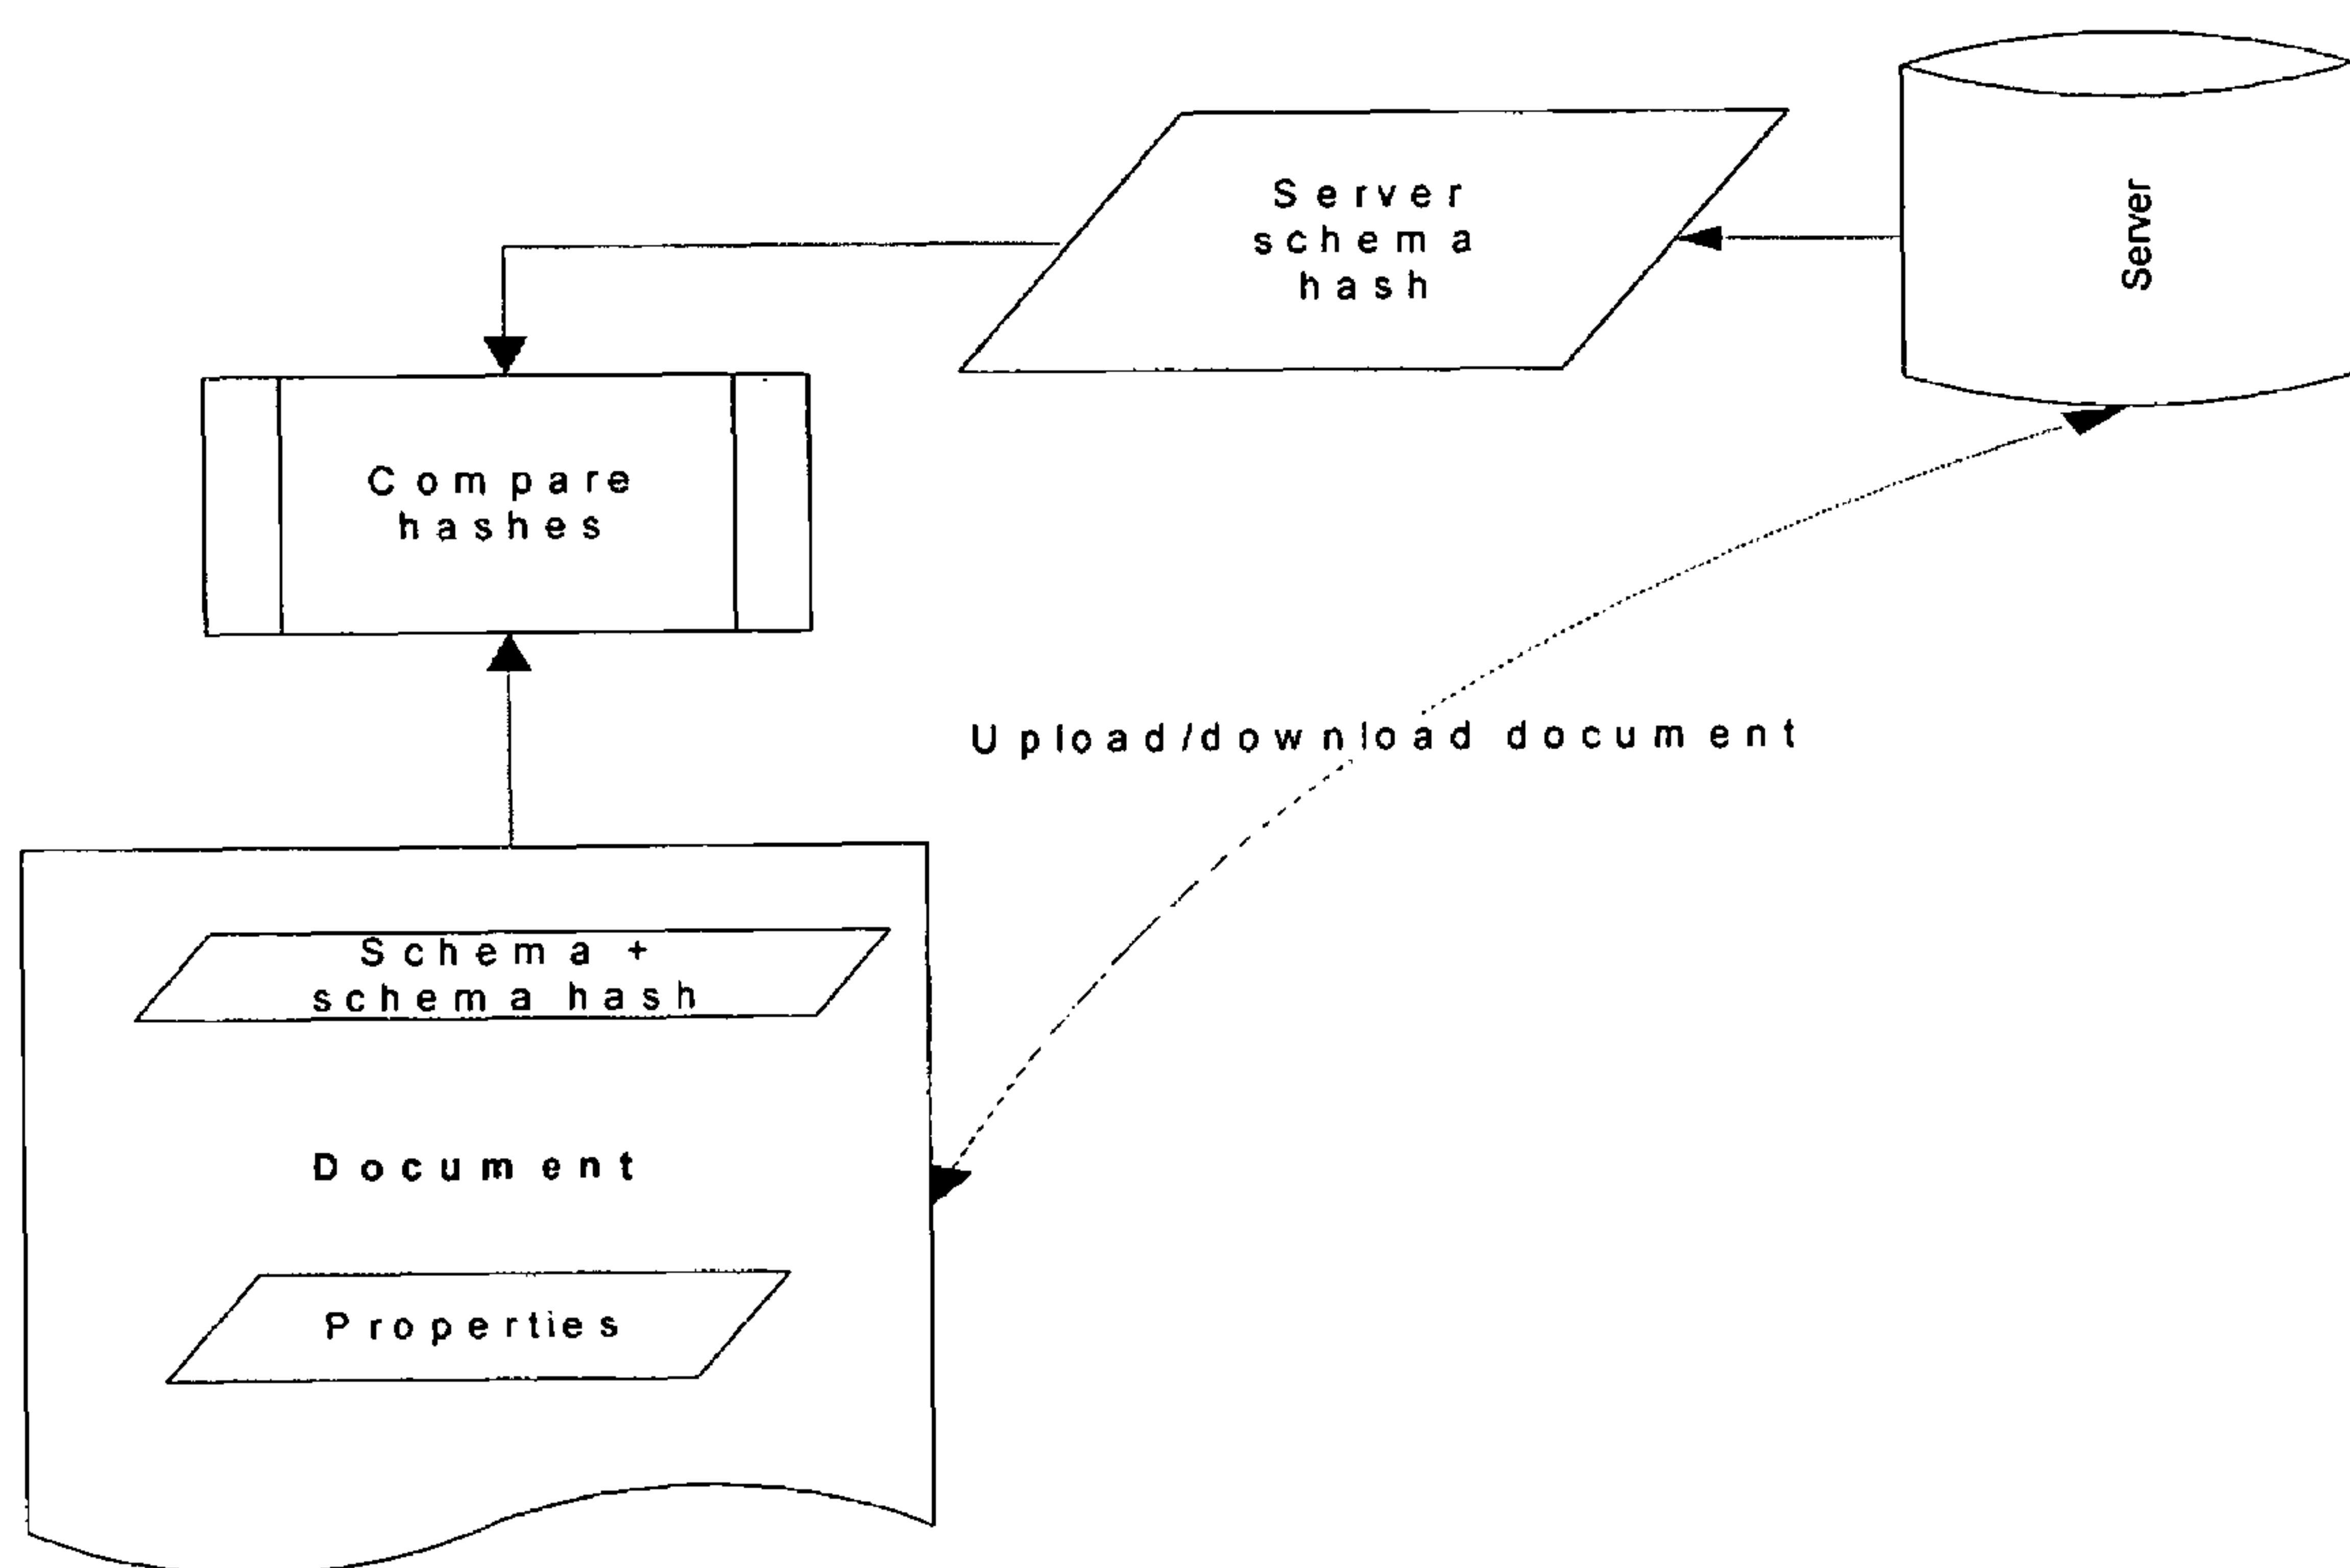 Server
schema
hash
Server
Compare
hashes
Upload/download document
Schema +
schema hash
Document
Properties